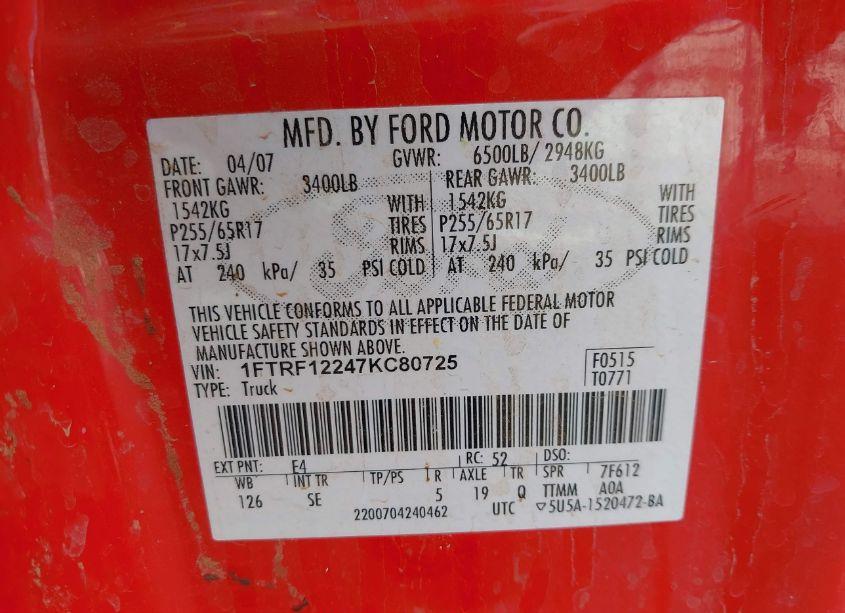 MFD. BY FORD MOTOR CO.
DATE: 04/07 GVWR: 6500LB/ 2948KG
FRONT GAWR: 3400LB REAR GAWR: 3400LB
1542KG WITH 1542KG WITH
P255/65R17 TIRES P255/65R17 TIRES
17x7.5J RIMS 17x7.5J RIMS
AT 240 kPa/ 35 PSI COLD AT 240 kPa/ 35 PSI COLD
Ford
THIS VEHICLE CONFORMS TO ALL APPLICABLE FEDERAL MOTOR
VEHICLE SAFETY STANDARDS IN EFFECT ON THE DATE OF
MANUFACTURE SHOWN ABOVE.
VIN: 1FTRF12247KC80725 F0515
TYPE: Truck T0771
EXT PNT: E4 RC: 52 DSO:
WB INT TR TP/PS R AXLE TR SPR 7F612
126 SE 5 19 Q TTMM A0A
2200704240462 UTC ▽5U5A-1520472-BA